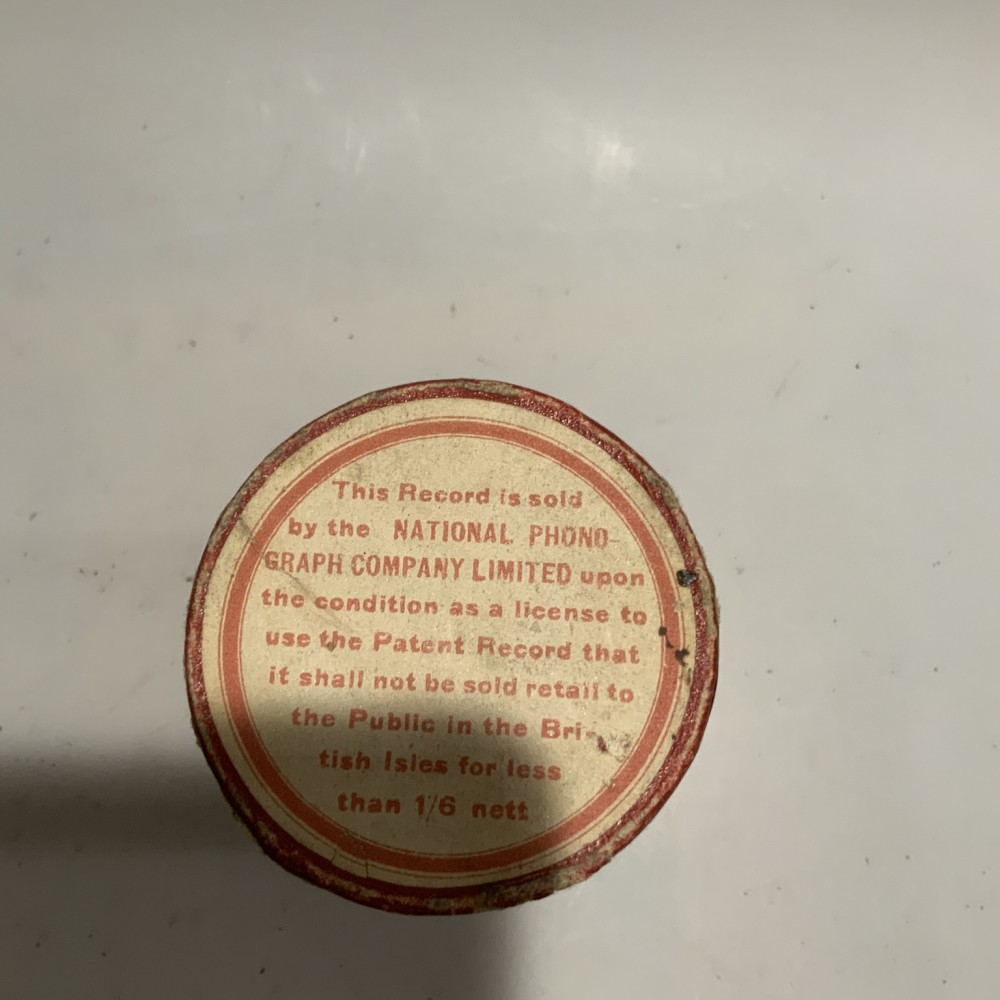 This Record is sold
by the NATIONAL PHONO-
GRAPH COMPANY LIMITED upon
the condition as a license to
use the Patent Record that
it shall not be sold retail to
the Public in the Bri-
tish Isles for less
than 1/6 nett